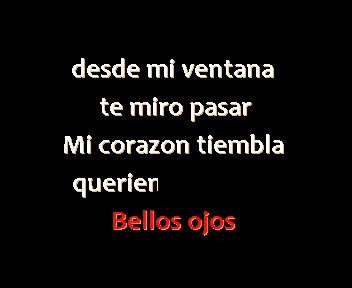 desde mi ventana
te miro pasar
Mi corazon tiembla
querien
Bellos ojos